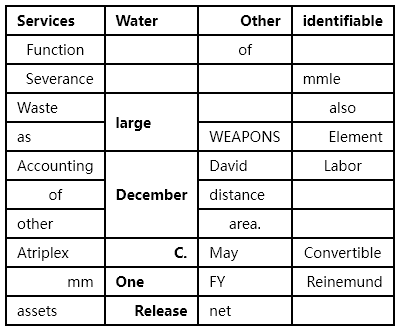 Services Water Other identifiable
Function of
Severance mmle
Waste large also
as WEAPONS Element
Accounting December David Labor
of distance
other area.
Atriplex C. May Convertible
mm One FY Reinemund
assets Release net